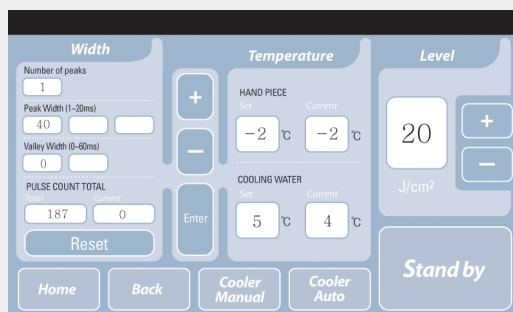 Width
Number of peaks
1
Peak Width (1~20ms)
40
Valley Width (0~60ms)
0
PULSE COUNT TOTAL
Total Current
187 0
Reset
+
−
Enter
Temperature
HAND PIECE
Set Current
−2 ℃ −2 ℃
COOLING WATER
Set Current
5 ℃ 4 ℃
Level
20
J/cm²
+
−
Home
Back
Cooler
Manual
Cooler
Auto
Stand by